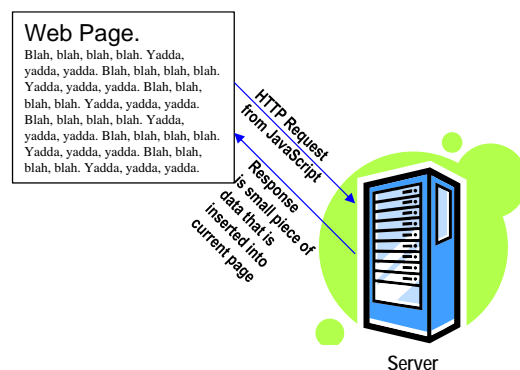 Web Page.
Blah, blah, blah, blah. Yadda,
yadda, yadda. Blah, blah, blah, blah.
Yadda, yadda, yadda. Blah, blah,
blah, blah. Yadda, yadda, yadda.
Blah, blah, blah, blah. Yadda,
yadda, yadda. Blah, blah, blah, blah.
Yadda, yadda, yadda. Blah, blah,
blah, blah. Yadda, yadda, yadda.
HTTP Request
from JavaScript
Response
is small piece of
data that is
inserted into
current page
Server